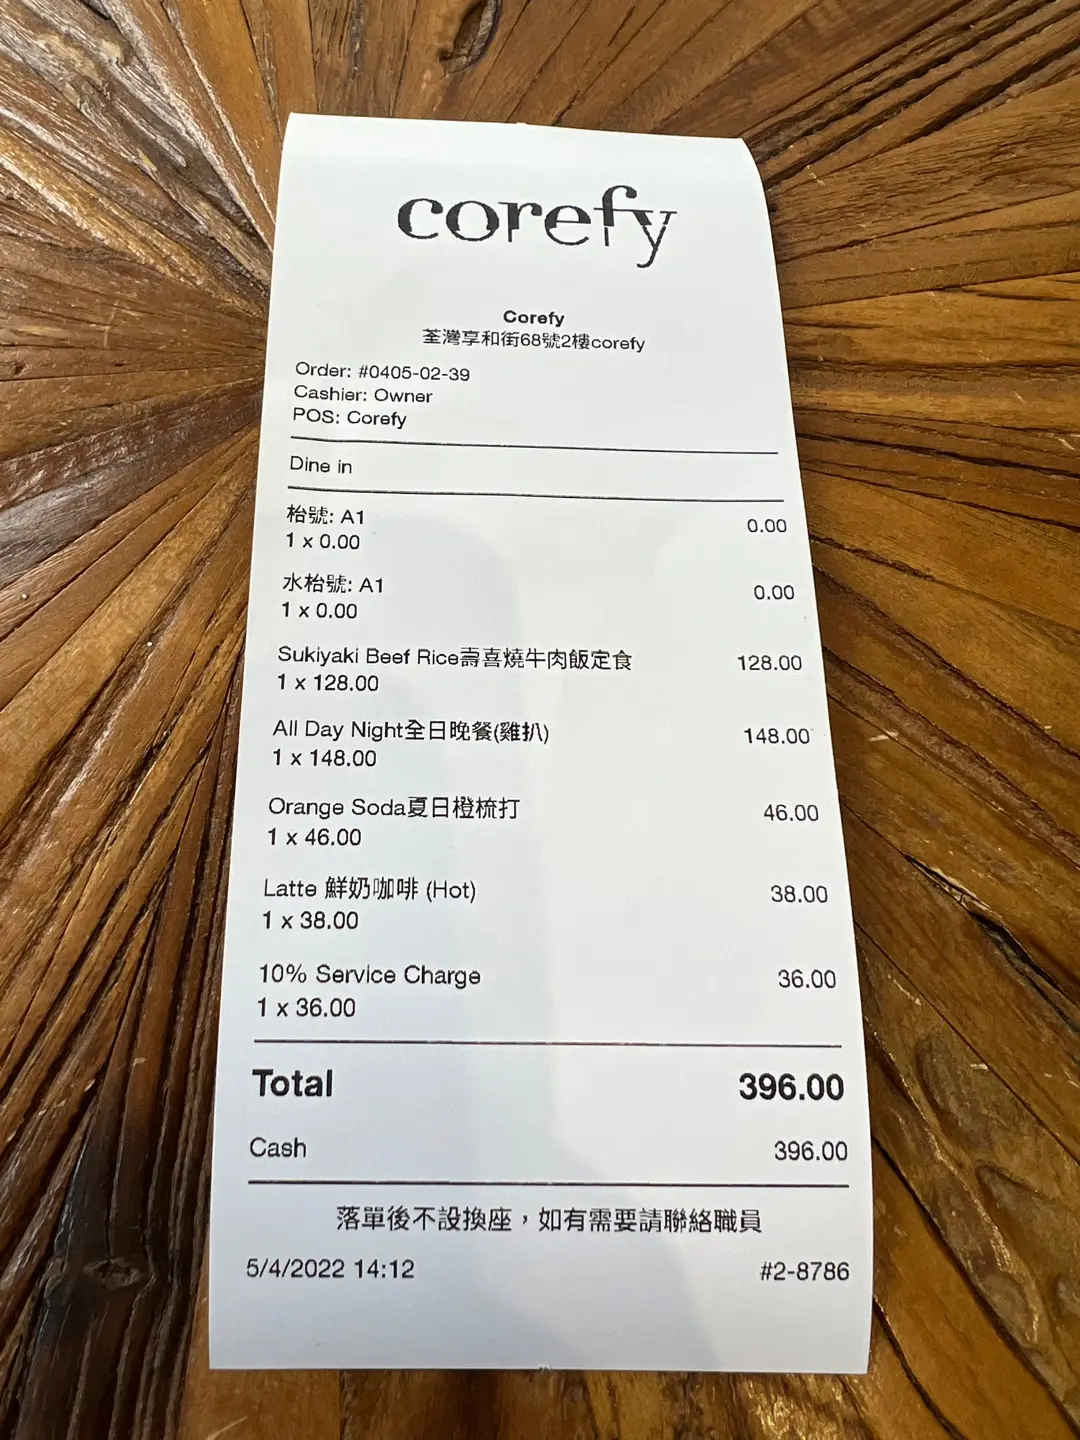 corefy
Corefy
荃灣享和街68號2樓corefy
Order: #0405-02-39
Cashier: Owner
POS: Corefy
Dine in
枱號: A1 0.00
1 x 0.00
水枱號: A1 0.00
1 x 0.00
Sukiyaki Beef Rice壽喜燒牛肉飯定食 128.00
1 x 128.00
All Day Night全日晚餐(雞扒) 148.00
1 x 148.00
Orange Soda夏日橙梳打 46.00
1 x 46.00
Latte 鮮奶咖啡 (Hot) 38.00
1 x 38.00
10% Service Charge 36.00
1 x 36.00
Total 396.00
Cash 396.00
落單後不設換座，如有需要請聯絡職員
5/4/2022 14:12 #2-8786